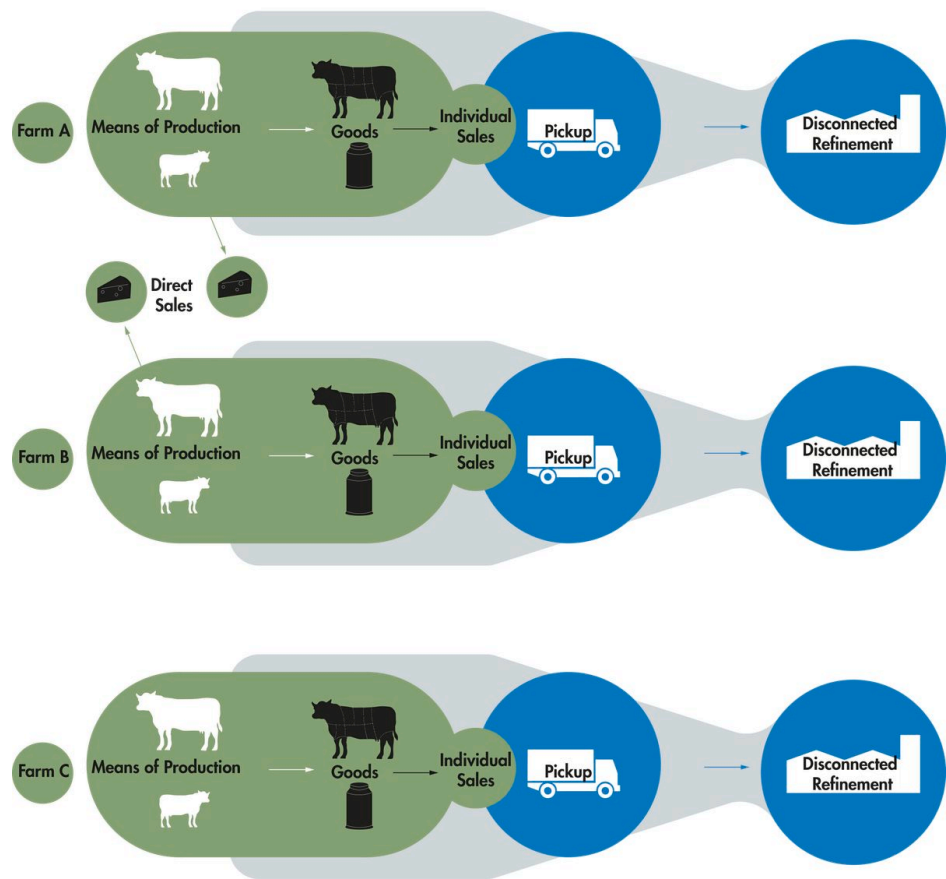 Farm A
Means of Production
Goods
Individual
Sales
Pickup
Disconnected
Refinement
Direct
Sales
Farm B
Means of Production
Goods
Individual
Sales
Pickup
Disconnected
Refinement
Farm C
Means of Production
Goods
Individual
Sales
Pickup
Disconnected
Refinement